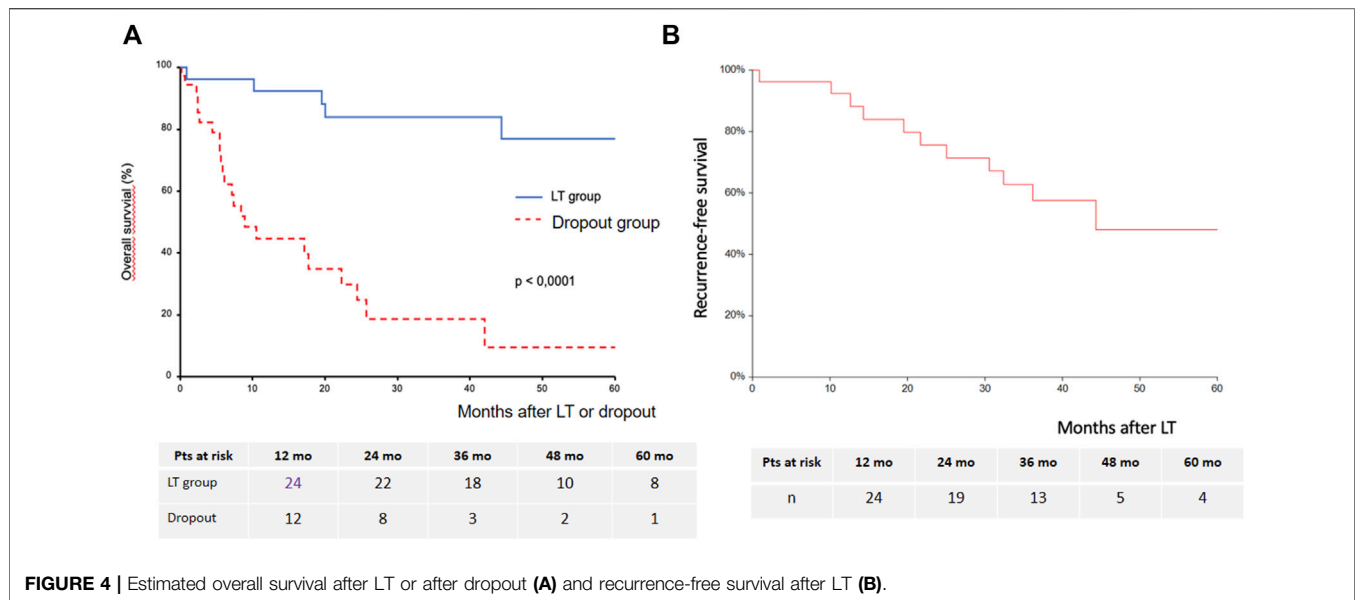 A
100
80
60
40
20
0
Overall survvial (%)
LT group
Dropout group
p < 0,0001
0 10 20 30 40 50 60
Months after LT or dropout
Pts at risk 12 mo 24 mo 36 mo 48 mo 60 mo
LT group 24 22 18 10 8
Dropout 12 8 3 2 1
B
100%
80%
60%
40%
20%
0%
Recurrence-free survival
0 10 20 30 40 50 60
Months after LT
Pts at risk 12 mo 24 mo 36 mo 48 mo 60 mo
n 24 19 13 5 4
FIGURE 4 | Estimated overall survival after LT or after dropout (A) and recurrence-free survival after LT (B).